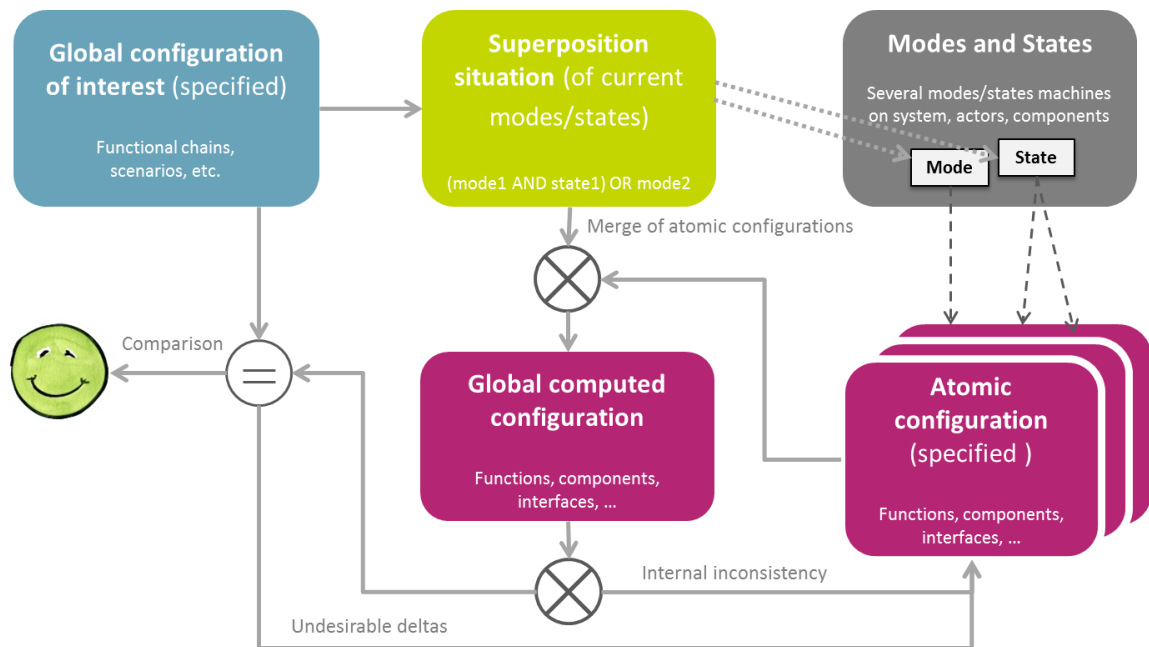 Global configuration
of interest (specified)
Functional chains,
scenarios, etc.
Superposition
situation (of current
modes/states)
(mode1 AND state1) OR mode2
Modes and States
Several modes/states machines
on system, actors, components
Mode
State
Merge of atomic configurations
Comparison
Global computed
configuration
Functions, components,
interfaces, ...
Atomic
configuration
(specified )
Functions, components,
interfaces, ...
Internal inconsistency
Undesirable deltas